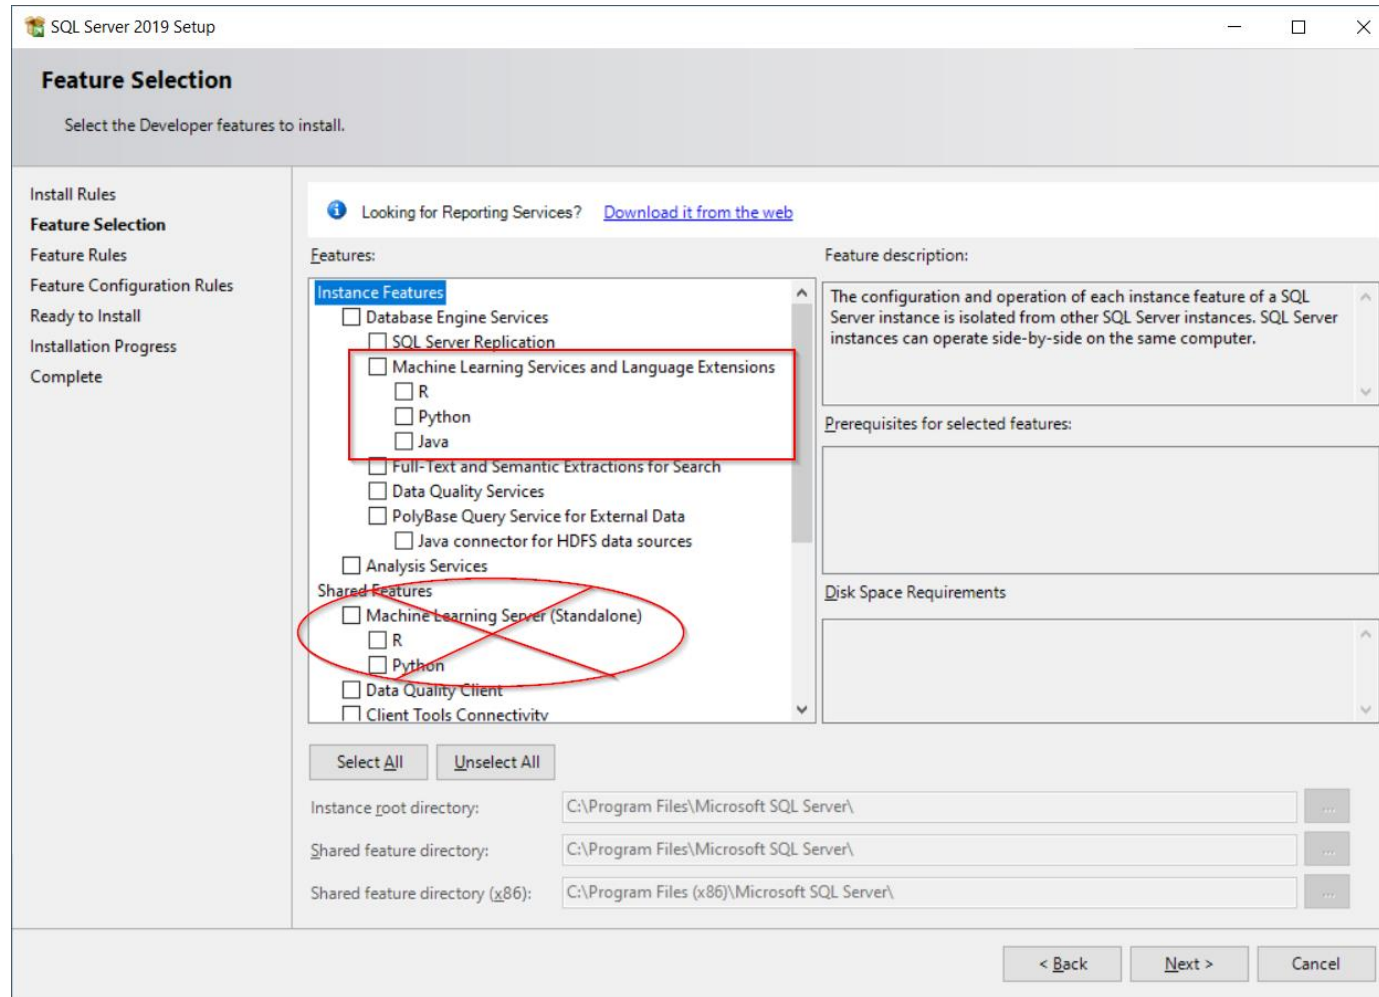 SQL Server 2019 Setup
Feature Selection
Select the Developer features to install.
Install Rules
Feature Selection
Feature Rules
Feature Configuration Rules
Ready to Install
Installation Progress
Complete
Looking for Reporting Services? Download it from the web
Features:
Instance Features
Database Engine Services
SQL Server Replication
Machine Learning Services and Language Extensions
R
Python
Java
Full-Text and Semantic Extractions for Search
Data Quality Services
PolyBase Query Service for External Data
Java connector for HDFS data sources
Analysis Services
Shared Features
Machine Learning Server (Standalone)
R
Python
Data Quality Client
Client Tools Connectivity
Feature description:
The configuration and operation of each instance feature of a SQL
Server instance is isolated from other SQL Server instances. SQL Server
instances can operate side-by-side on the same computer.
Prerequisites for selected features:
Disk Space Requirements
Select All
Unselect All
Instance root directory: C:\Program Files\Microsoft SQL Server\ ...
Shared feature directory: C:\Program Files\Microsoft SQL Server\ ...
Shared feature directory (x86): C:\Program Files (x86)\Microsoft SQL Server\ ...
< Back
Next >
Cancel